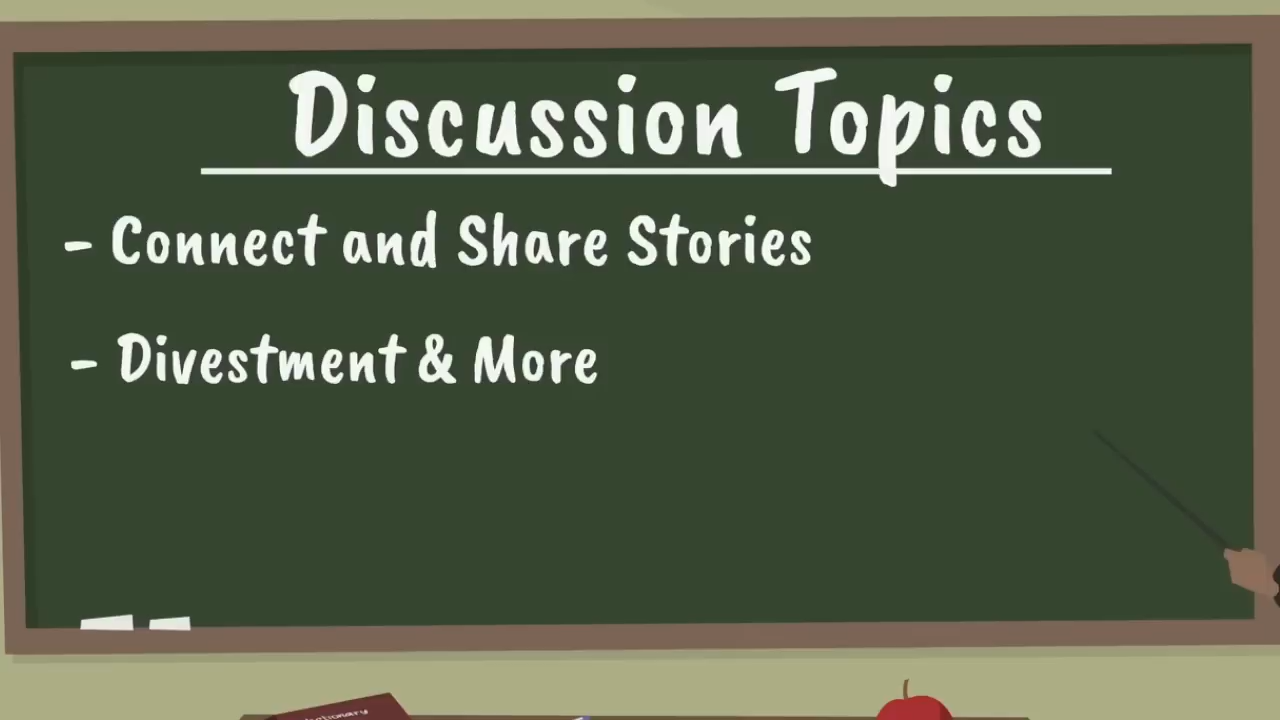 Discussion Topics
- Connect and Share Stories
- Divestment & More